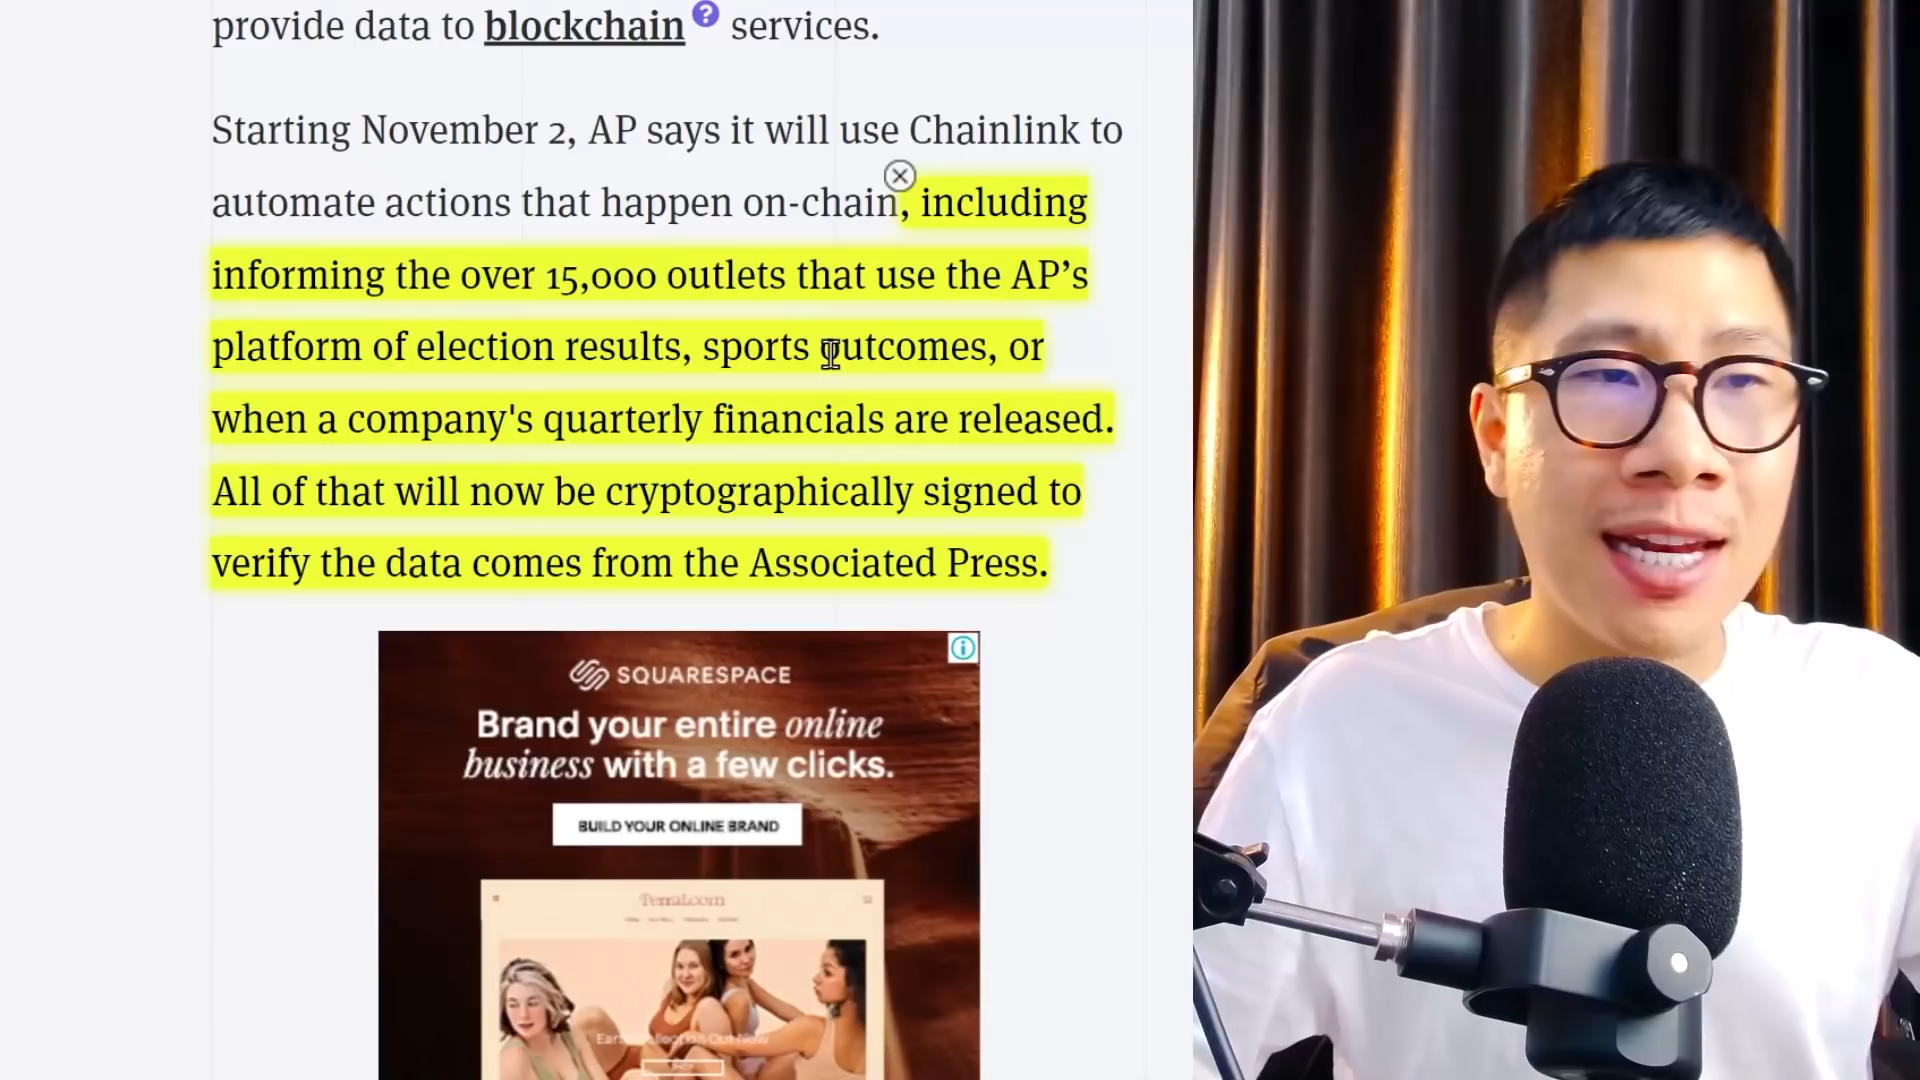 provide data to blockchain ? services.
Starting November 2, AP says it will use Chainlink to
automate actions that happen on-chain, including
informing the over 15,000 outlets that use the AP’s
platform of election results, sports outcomes, or
when a company's quarterly financials are released.
All of that will now be cryptographically signed to
verify the data comes from the Associated Press.
SQUARESPACE
Brand your entire online
business with a few clicks.
BUILD YOUR ONLINE BRAND